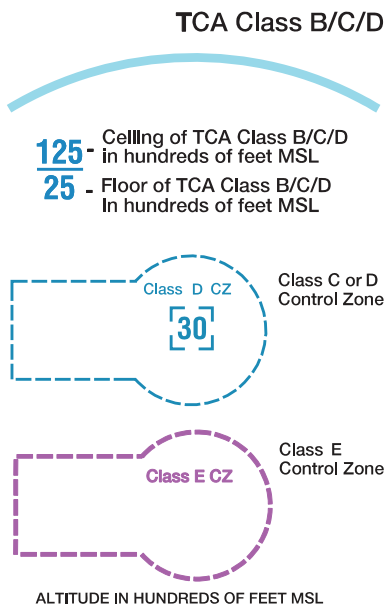 TCA Class B/C/D
125 - Ceiling of TCA Class B/C/D
in hundreds of feet MSL
25 - Floor of TCA Class B/C/D
In hundreds of feet MSL
Class D CZ
[30]
Class C or D
Control Zone
Class E CZ
Class E
Control Zone
ALTITUDE IN HUNDREDS OF FEET MSL